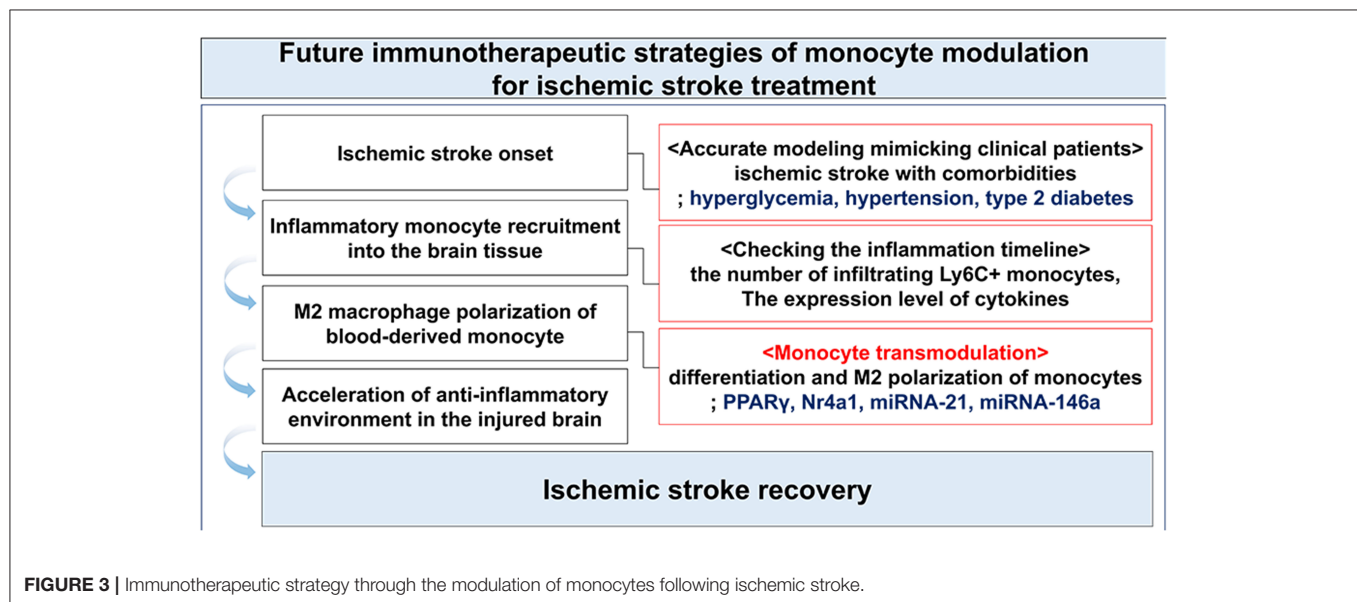 Future immunotherapeutic strategies of monocyte modulation
for ischemic stroke treatment
Ischemic stroke onset
<Accurate modeling mimicking clinical patients>
ischemic stroke with comorbidities
; hyperglycemia, hypertension, type 2 diabetes
Inflammatory monocyte recruitment
into the brain tissue
<Checking the inflammation timeline>
the number of infiltrating Ly6C+ monocytes,
The expression level of cytokines
M2 macrophage polarization of
blood-derived monocyte
<Monocyte transmodulation>
differentiation and M2 polarization of monocytes
; PPARγ, Nr4a1, miRNA-21, miRNA-146a
Acceleration of anti-inflammatory
environment in the injured brain
Ischemic stroke recovery
FIGURE 3 | Immunotherapeutic strategy through the modulation of monocytes following ischemic stroke.